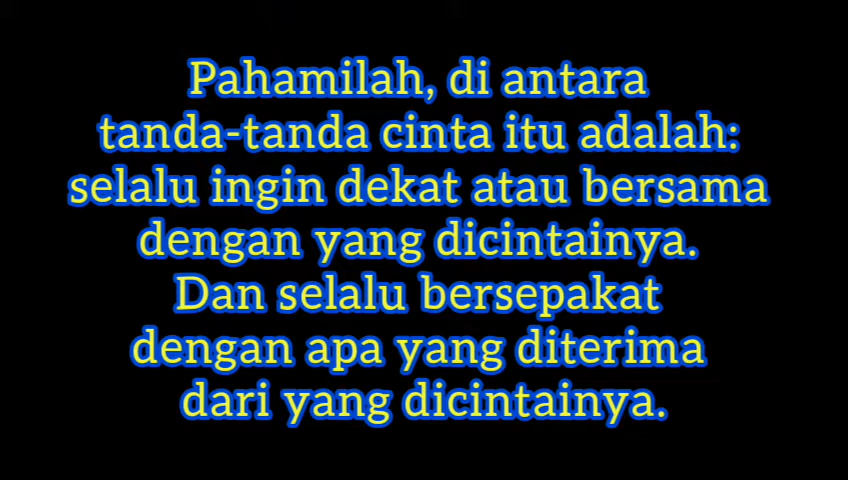 Pahamilah, di antara
tanda-tanda cinta itu adalah:
selalu ingin dekat atau bersama
dengan yang dicintainya.
Dan selalu bersepakat
dengan apa yang diterima
dari yang dicintainya.